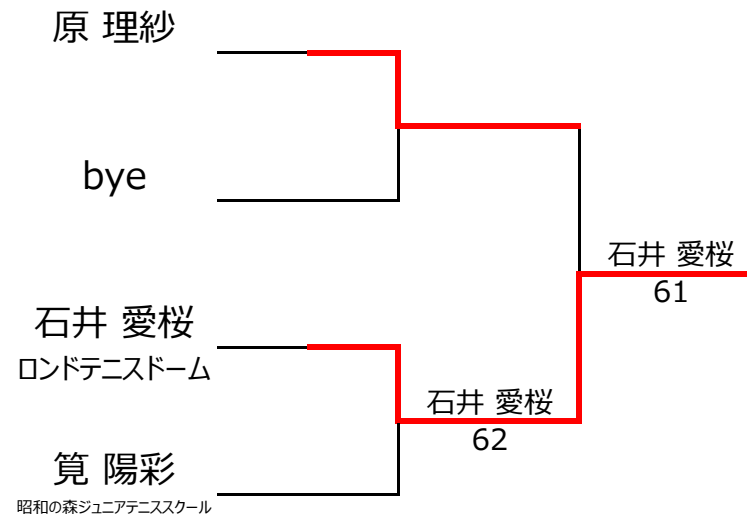 原 理紗
bye
石井 愛桜
ロンドテニスドーム
筧 陽彩
昭和の森ジュニアテニススクール
石井 愛桜
62
石井 愛桜
61